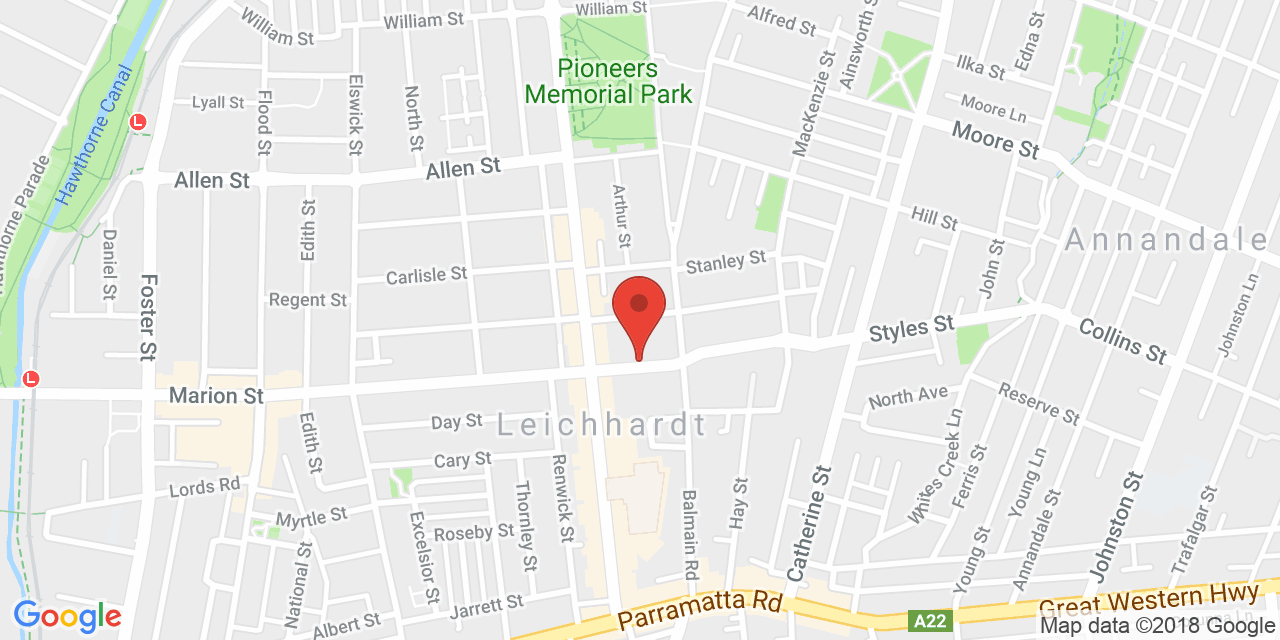 William St
William St
William St
Alfred St
Ainsworth St
Edna St
Ilka St
Pioneers
Memorial Park
MacKenzie St
Moore Ln
Moore St
Lyall St
Flood St
Elswick St
North St
Hawthorne Canal
Hawthorne Parade
Allen St
Allen St
Arthur St
Hill St
Annandale
Edith St
Daniel St
Carlisle St
Stanley St
John St
Johnston Ln
Regent St
Foster St
Styles St
Collins St
Marion St
North Ave
Reserve St
Day St
Leichhardt
Edith St
Cary St
Renwick St
Whites Creek Ln
Ferris St
Young Ln
Lords Rd
Thornley St
Balmain Rd
Hay St
Catherine St
Annandale St
Johnston St
Trafalgar St
Myrtle St
Excelsior St
Roseby St
Young St
National St
Jarrett St
Albert St
Parramatta Rd
A22
Great Western Hwy
Google
Map data ©2018 Google